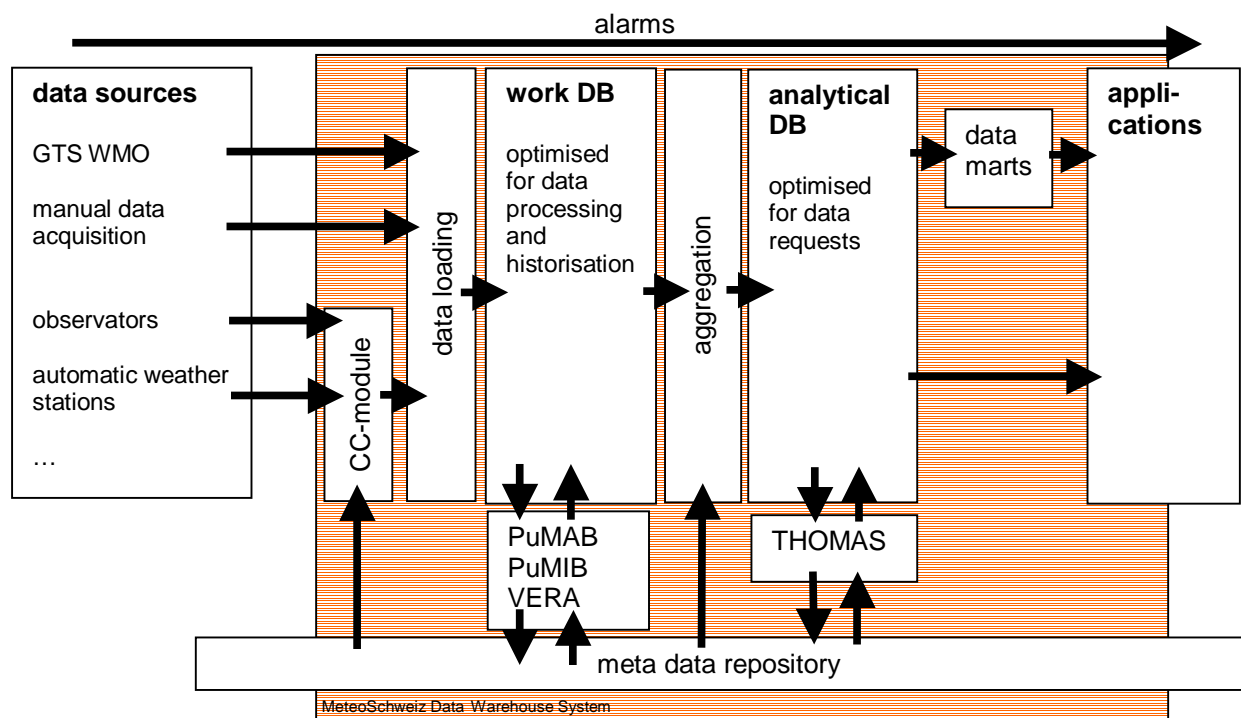 alarms
data sources
GTS WMO
manual data
acquisition
observators
automatic weather
stations
…
CC-module
data loading
work DB
optimised
for data
processing
and
historisation
aggregation
analytical
DB
optimised
for data
requests
data
marts
appli-
cations
PuMAB
PuMIB
VERA
THOMAS
meta data repository
MeteoSchweiz Data Warehouse System